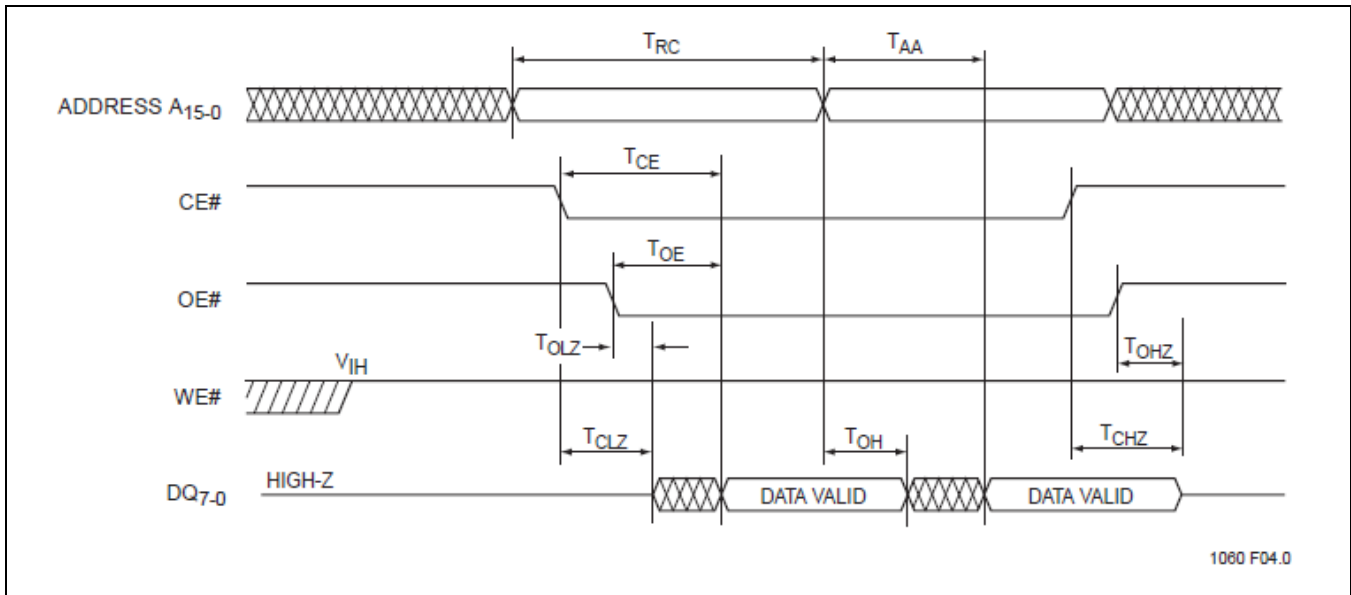 TRC
TAA
ADDRESS A15-0
TCE
CE#
TOE
OE#
TOLZ
TOHZ
VIH
WE#
TCLZ
TOH
TCHZ
HIGH-Z
DQ7-0
DATA VALID
DATA VALID
1060 F04.0